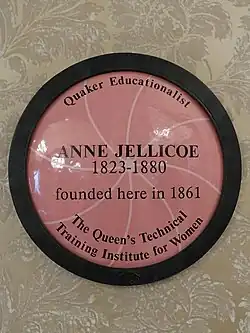 Quaker Educationalist
ANNE JELLICOE
1823-1880
founded here in 1861
The Queen's Technical
Training Institute for Women